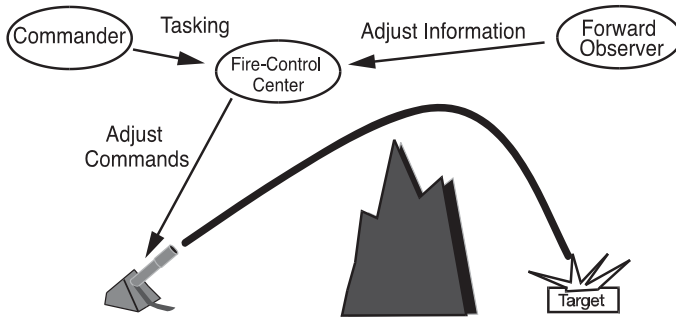 Commander
Tasking
Adjust Information
Forward
Observer
Fire-Control
Center
Adjust
Commands
Target